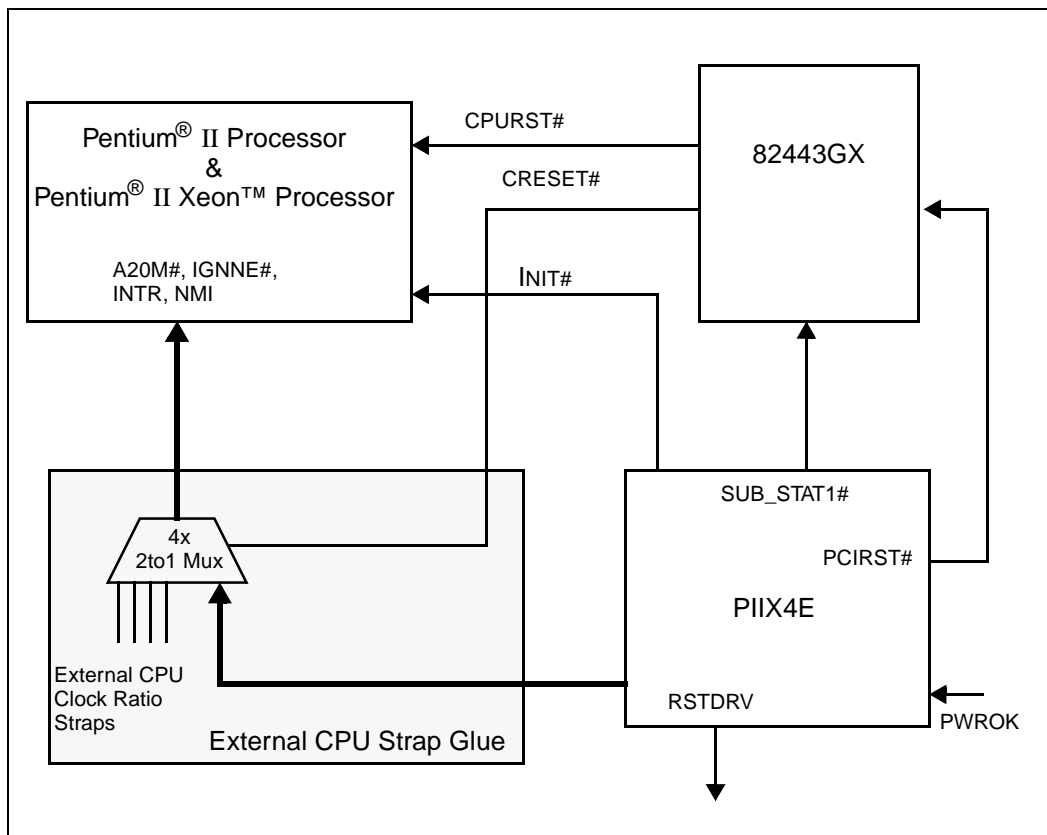 Pentium® II Processor
&
Pentium® II Xeon™ Processor
A20M#, IGNNE#,
INTR, NMI
CPURST#
CRESET#
INIT#
82443GX
4x
2to1 Mux
External CPU
Clock Ratio
Straps
External CPU Strap Glue
SUB_STAT1#
PCIRST#
PIIX4E
RSTDRV
PWROK